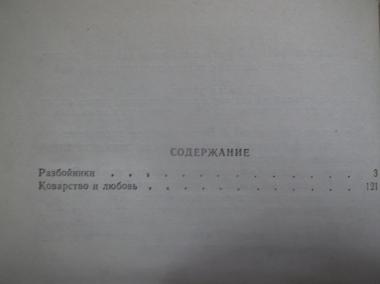 СОДЕРЖАНИЕ
Разбойники . . . . . . . . . . . . . . 3
Коварство и любовь . . . . . . . . . . . . 121